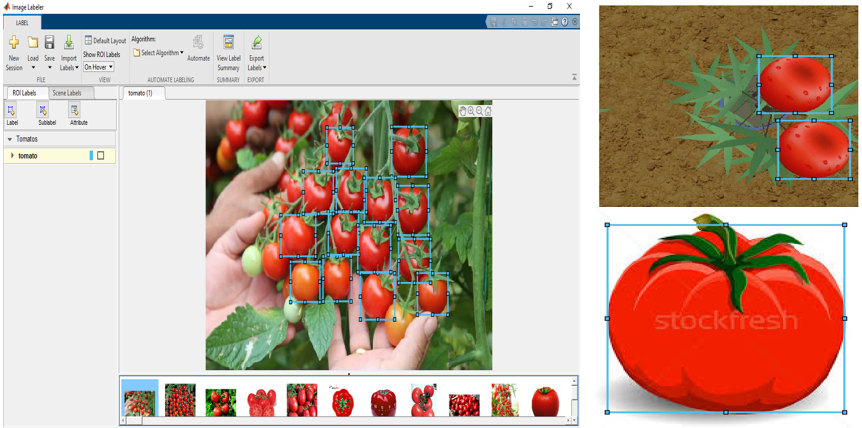 Image Labeler
LABEL
New Session
Load
Save
Import Labels
Default Layout
Show ROI Labels
On Hover
Algorithm:
Select Algorithm
Automate
View Label Summary
Export Labels
FILE
VIEW
AUTOMATE LABELING
SUMMARY
EXPORT
ROI Labels
Scene Labels
tomato (1)
Label
Sublabel
Attribute
Tomatos
tomato
stockfresh